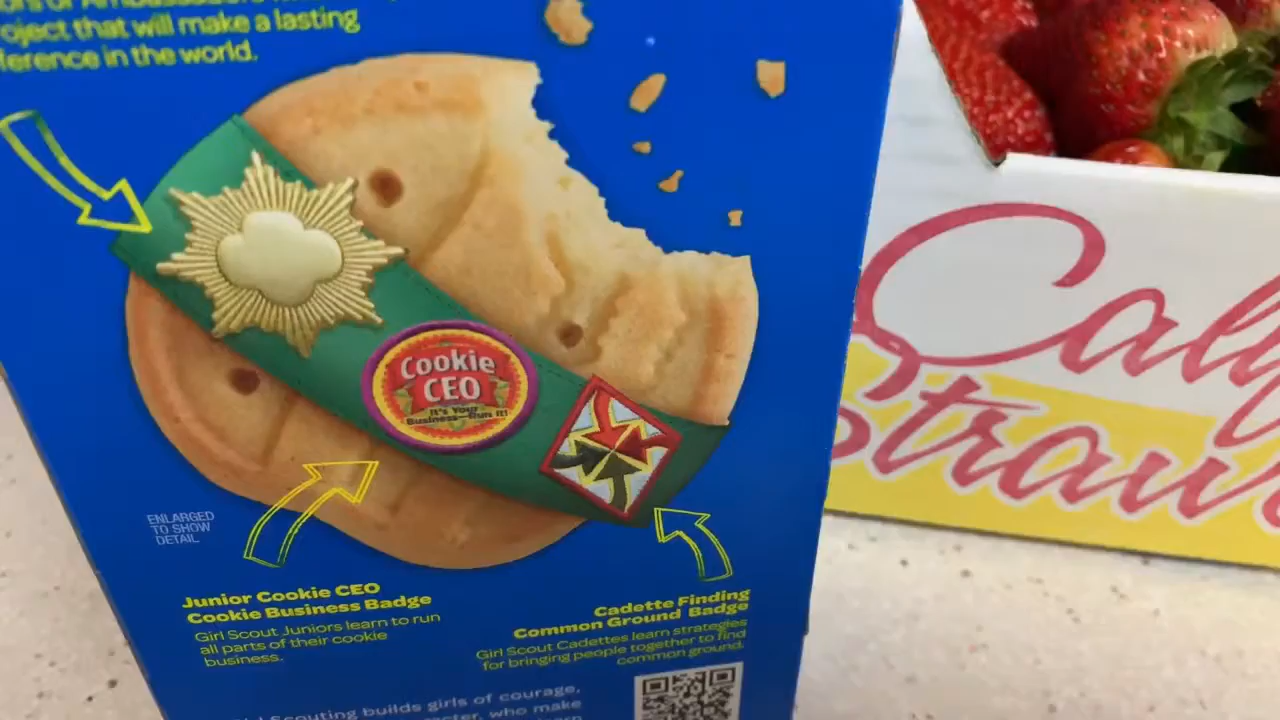 oject that will make a lasting
ference in the world.
Cookie
CEO
It's Your
Business—Run It!
ENLARGED
TO SHOW
DETAIL
Junior Cookie CEO
Cookie Business Badge
Girl Scout Juniors learn to run
all parts of their cookie
business.
Cadette Finding
Common Ground Badge
Girl Scout Cadettes learn strategies
for bringing people together to find
common ground.
Scouting builds girls of courage,
who make
Cal
Straw